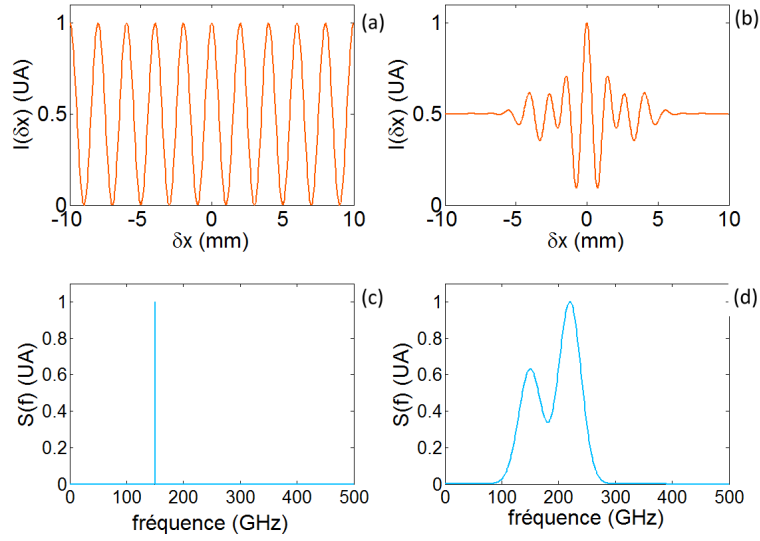 (a)
I(δx) (UA)
1
0.5
0
-10 -5 0 5 10
δx (mm)
(b)
I(δx) (UA)
1
0.5
0
-10 -5 0 5 10
δx (mm)
(c)
S(f) (UA)
1
0.8
0.6
0.4
0.2
0
0 100 200 300 400 500
fréquence (GHz)
(d)
S(f) (UA)
1
0.8
0.6
0.4
0.2
0
0 100 200 300 400 500
fréquence (GHz)